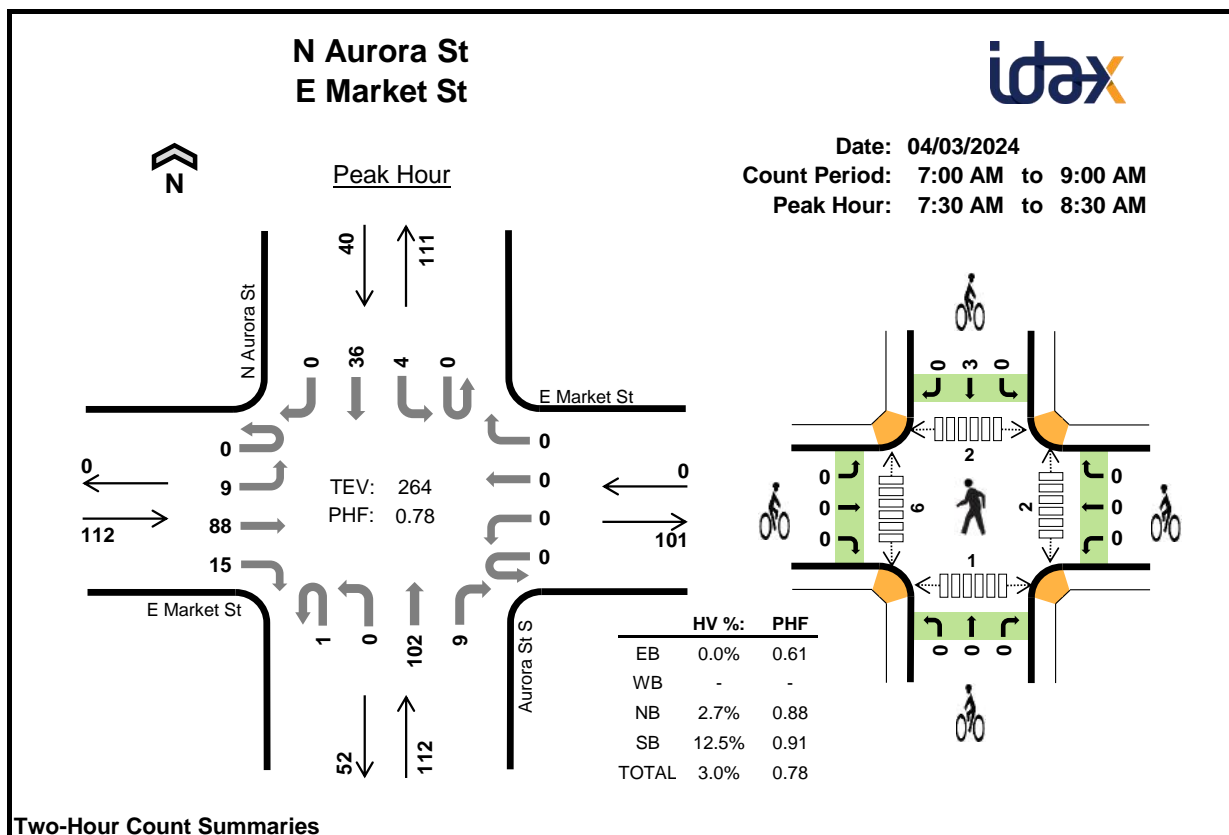 N Aurora St
E Market St
idax
Date: 04/03/2024
Count Period: 7:00 AM to 9:00 AM
Peak Hour: 7:30 AM to 8:30 AM
N
Peak Hour
40
111
N Aurora St
0 36 4 0
E Market St
0
9
88
15
0
112
TEV: 264
PHF: 0.78
0
0
0
0
0
101
E Market St
1 0 102 9
Aurora St S
52
112
HV %: PHF
EB 0.0% 0.61
WB - -
NB 2.7% 0.88
SB 12.5% 0.91
TOTAL 3.0% 0.78
0 3 0
2
0
0
0
6
2
0
0
0
1
0 0 0
Two-Hour Count Summaries